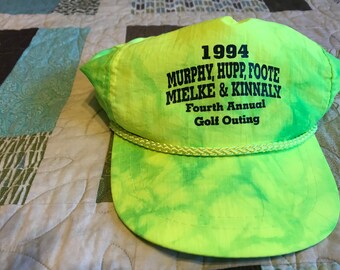 1994
MURPHY, HUPP, FOOTE
MIELKE & KINNALY
Fourth Annual
Golf Outing